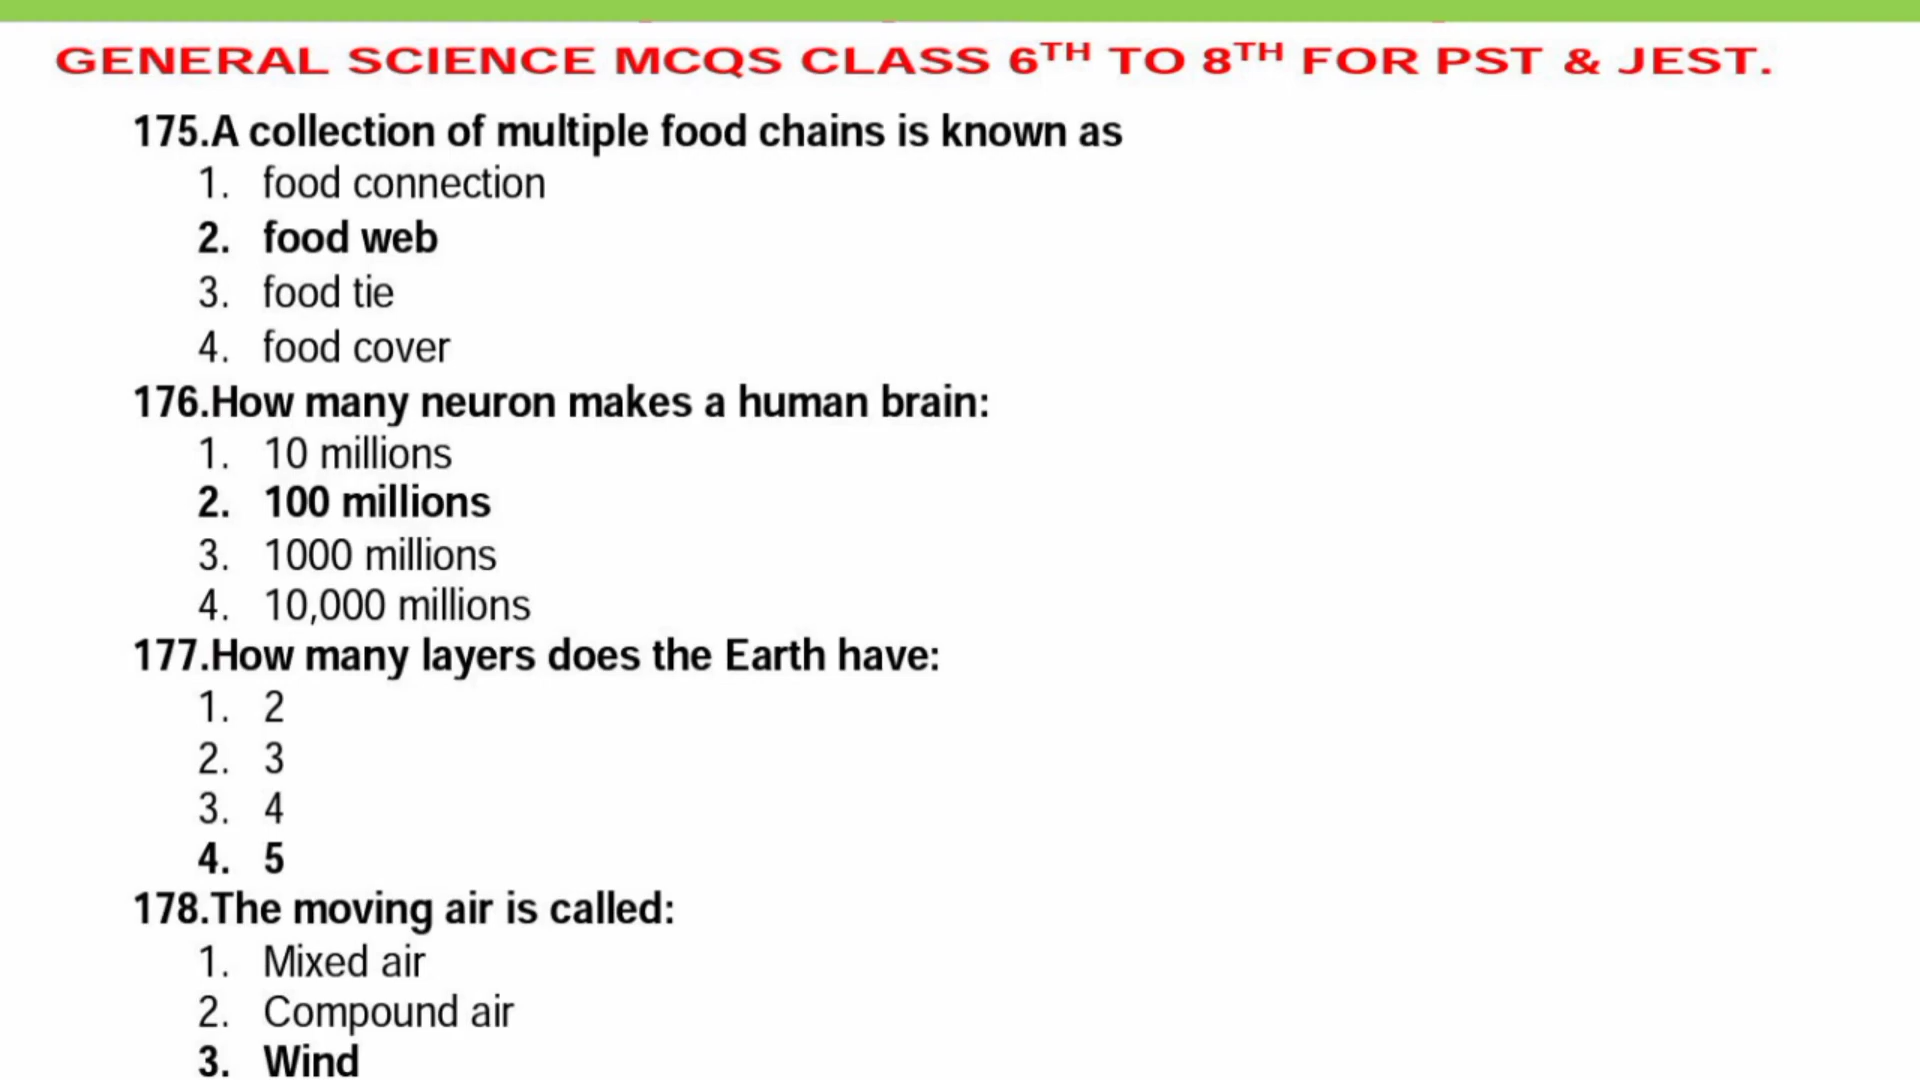 GENERAL SCIENCE MCQS CLASS 6TH TO 8TH FOR PST & JEST.
175.A collection of multiple food chains is known as
1. food connection
2. food web
3. food tie
4. food cover
176.How many neuron makes a human brain:
1. 10 millions
2. 100 millions
3. 1000 millions
4. 10,000 millions
177.How many layers does the Earth have:
1. 2
2. 3
3. 4
4. 5
178.The moving air is called:
1. Mixed air
2. Compound air
3. Wind